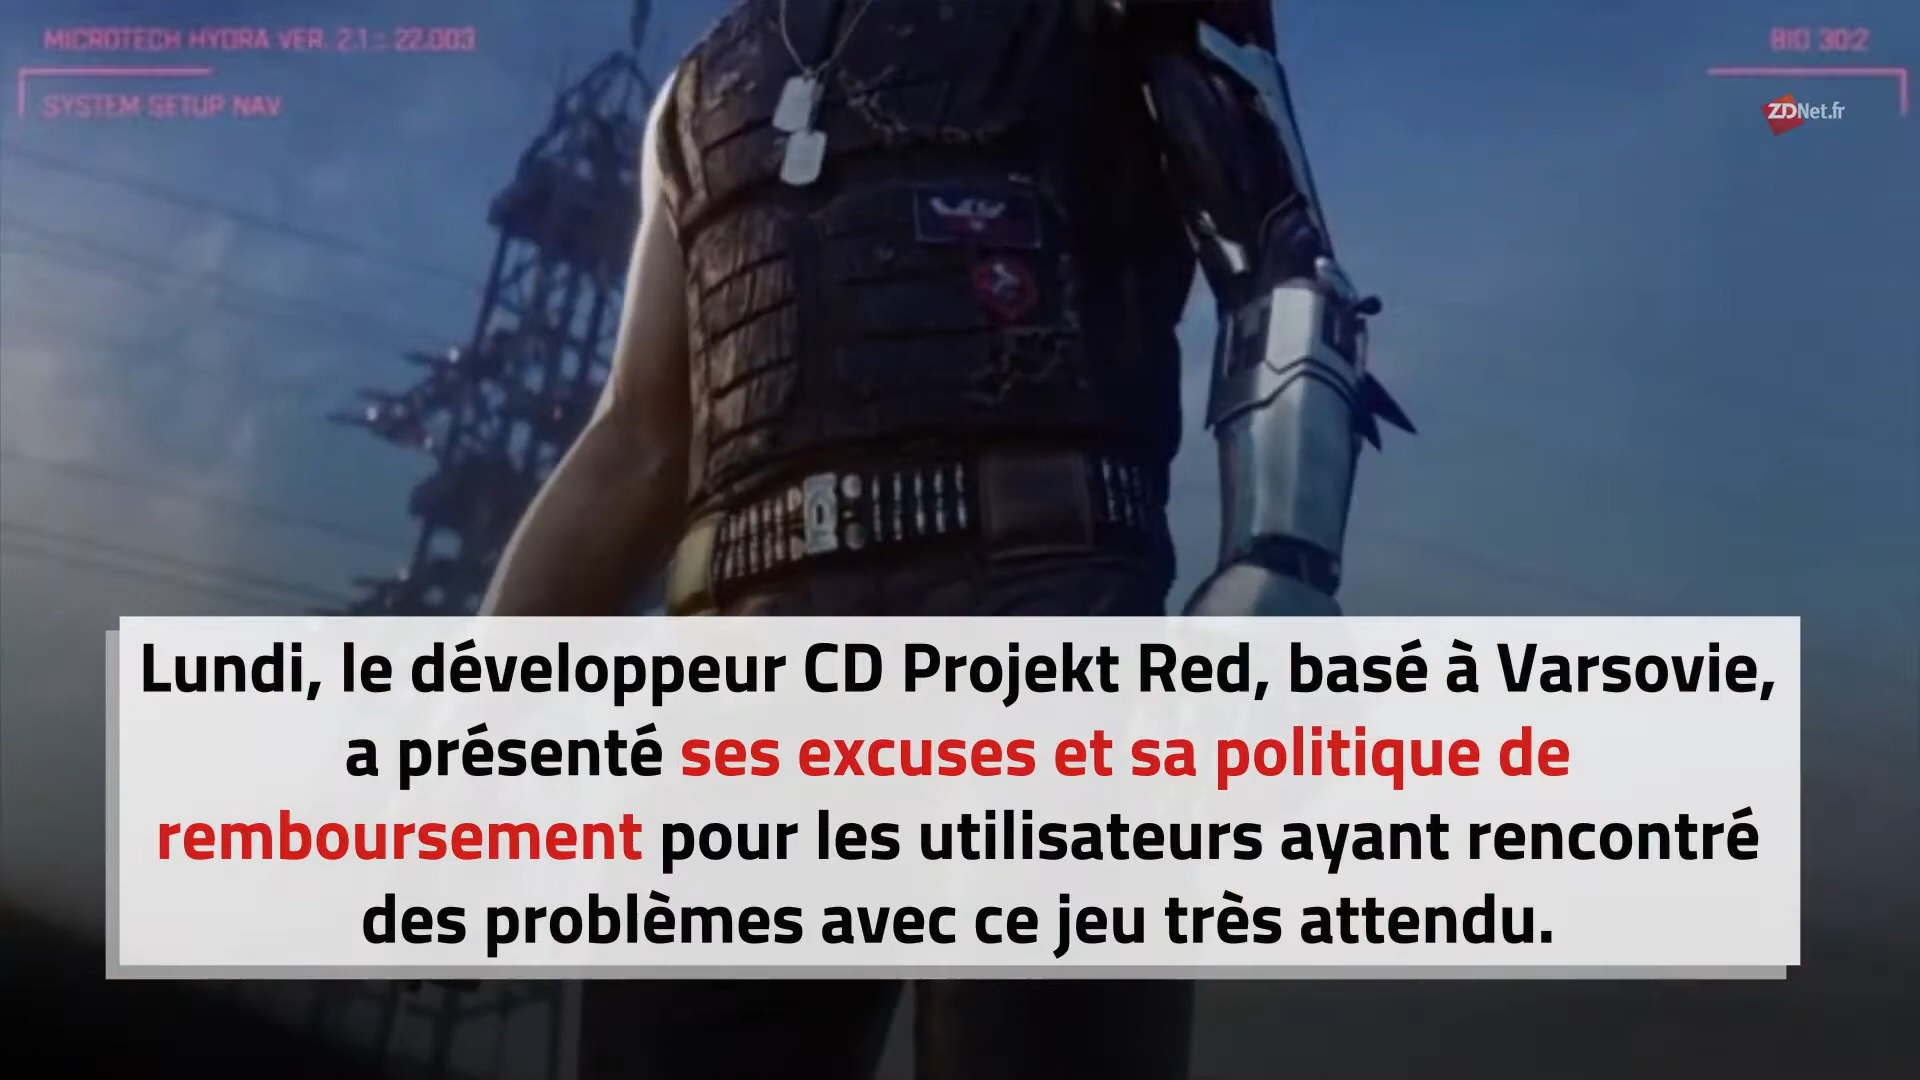 MICROTECH HYDRA VER. 2.1 :: 22.003
BIO 302
SYSTEM SETUP NAV
ZDNet.fr
Lundi, le développeur CD Projekt Red, basé à Varsovie,
a présenté ses excuses et sa politique de
remboursement pour les utilisateurs ayant rencontré
des problèmes avec ce jeu très attendu.